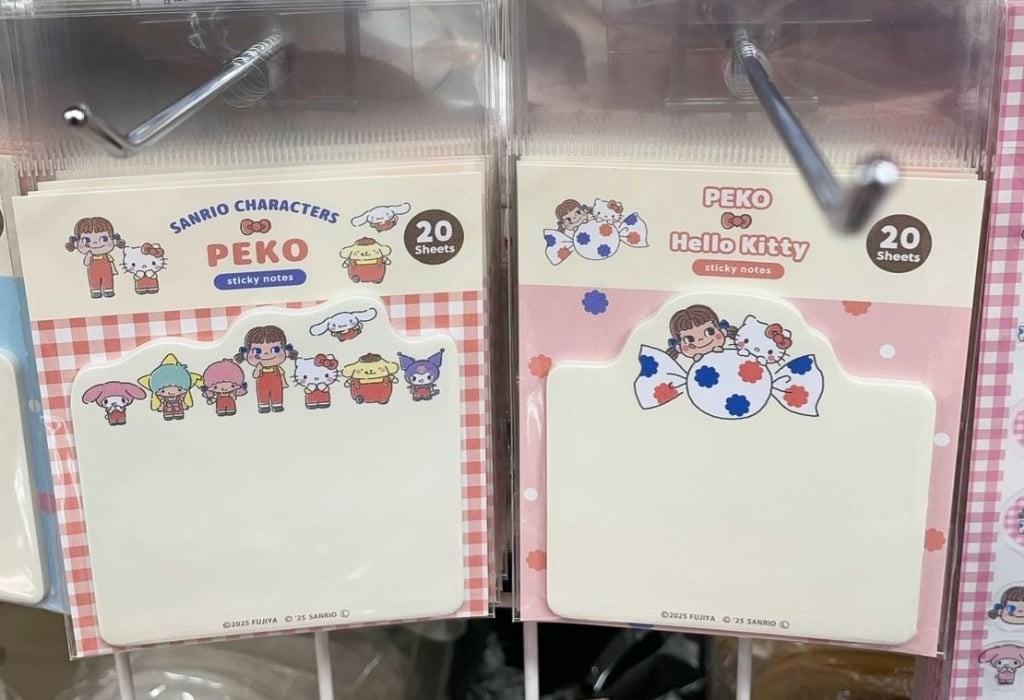 SANRIO CHARACTERS
PEKO
sticky notes
20
Sheets
©2025 FUJIYA © '25 SANRIO Ⓛ
PEKO
Hello Kitty
sticky notes
20
Sheets
©2025 FUJIYA © '25 SANRIO Ⓛ